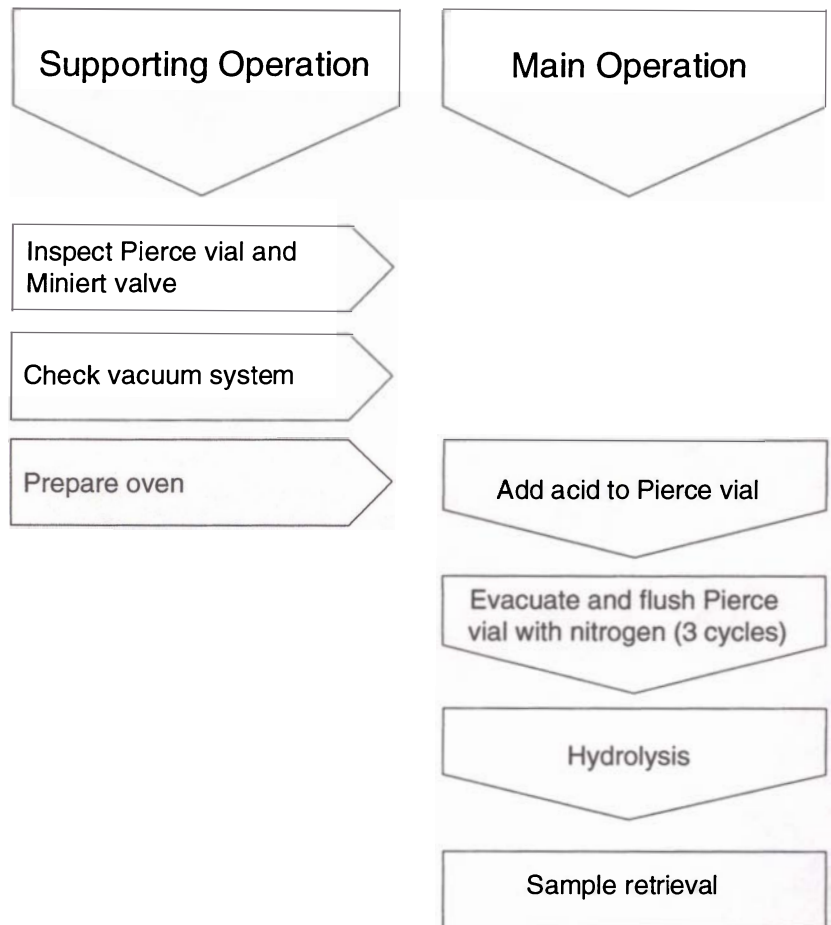 Supporting Operation
Main Operation
Inspect Pierce vial and
Miniert valve
Check vacuum system
Prepare oven
Add acid to Pierce vial
Evacuate and flush Pierce
vial with nitrogen (3 cycles)
Hydrolysis
Sample retrieval